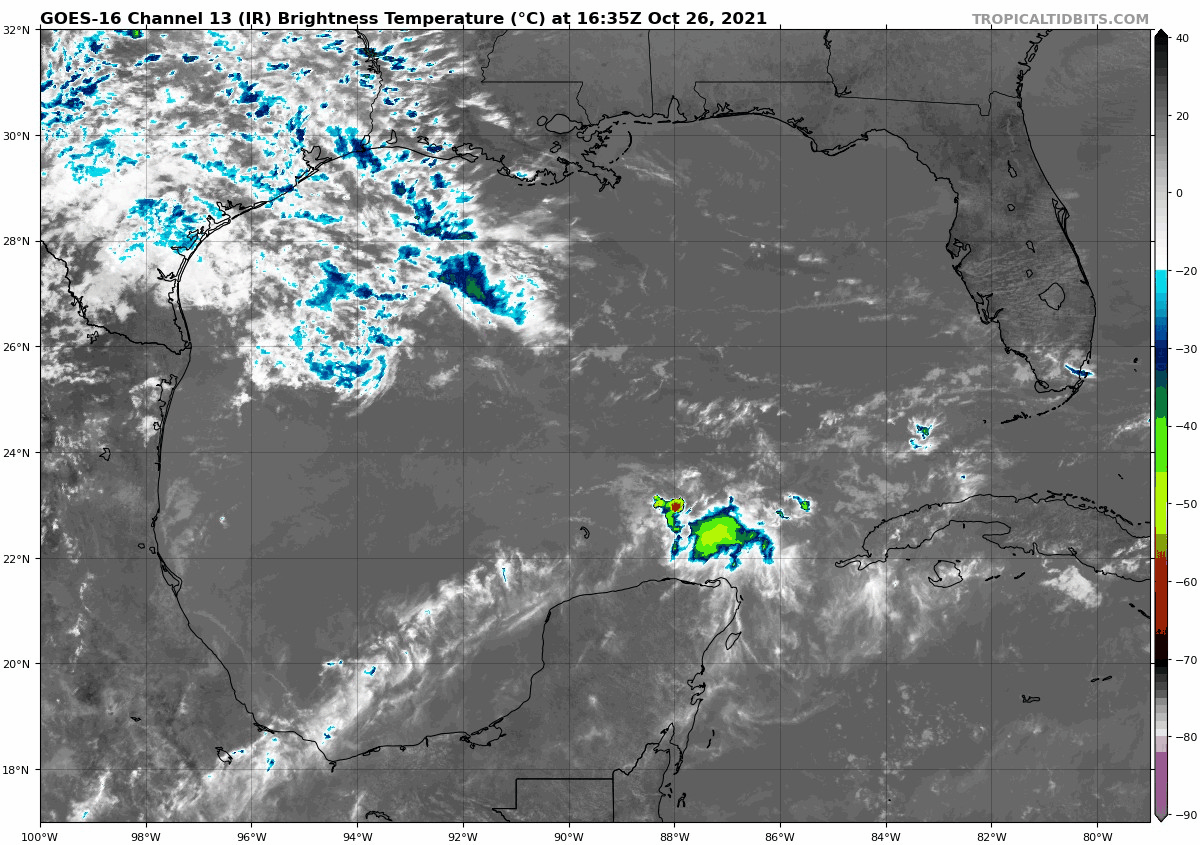 GOES-16 Channel 13 (IR) Brightness Temperature (°C) at 16:35Z Oct 26, 2021
TROPICALTIDBITS.COM
32°N
30°N
28°N
26°N
24°N
22°N
20°N
18°N
100°W
98°W
96°W
94°W
92°W
90°W
88°W
86°W
84°W
82°W
80°W
40
20
0
−20
−30
−40
−50
−60
−70
−80
−90